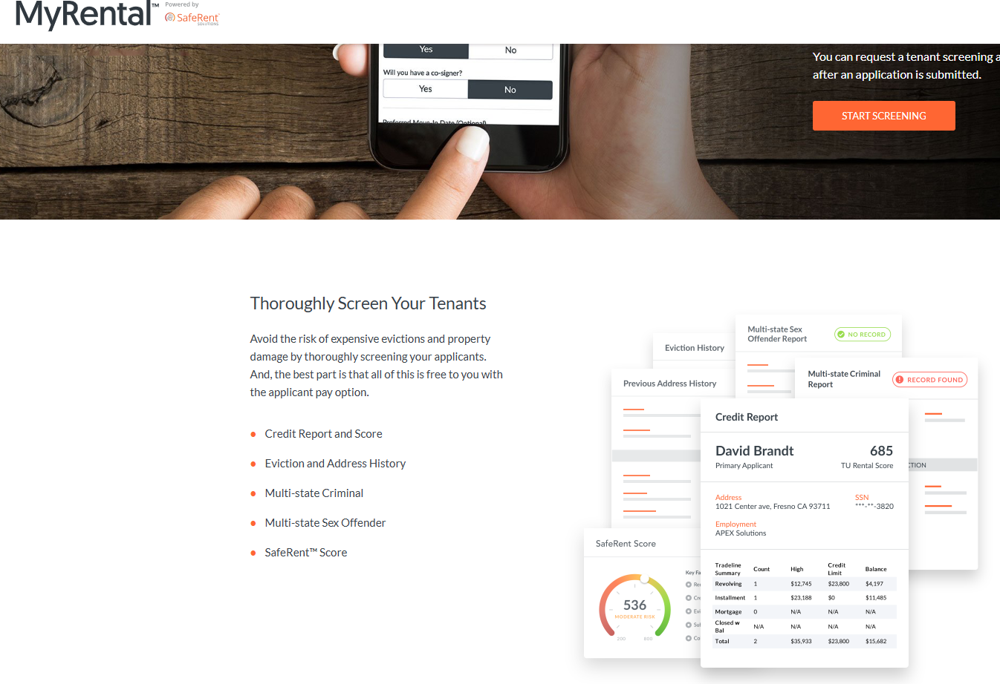 MyRental™
Powered by
SafeRent
SOLUTIONS
Yes No
Will you have a co-signer?
Yes No
Preferred Move-In Date (Optional)
You can request a tenant screening a
after an application is submitted.
START SCREENING
Thoroughly Screen Your Tenants
Avoid the risk of expensive evictions and property
damage by thoroughly screening your applicants.
And, the best part is that all of this is free to you with
the applicant pay option.
Credit Report and Score
Eviction and Address History
Multi-state Criminal
Multi-state Sex Offender
SafeRent™ Score
Eviction History
Multi-state Sex
Offender Report
NO RECORD
Previous Address History
Multi-state Criminal
Report
RECORD FOUND
CTION
Credit Report
David Brandt 685
Primary Applicant TU Rental Score
Address SSN
1021 Center ave, Fresno CA 93711 ***-**-3820
Employment
APEX Solutions
Tradeline
Summary Count High Credit
Limit Balance
Revolving 1 $12,745 $23,800 $4,197
Installment 1 $23,188 $0 $11,485
Mortgage 0 N/A N/A N/A
Closed w
Bal N/A N/A N/A N/A
Total 2 $35,933 $23,800 $15,682
SafeRent Score
536
MODERATE RISK
200 800
Key Fa
Re
Cr
Evi
Sul
Co